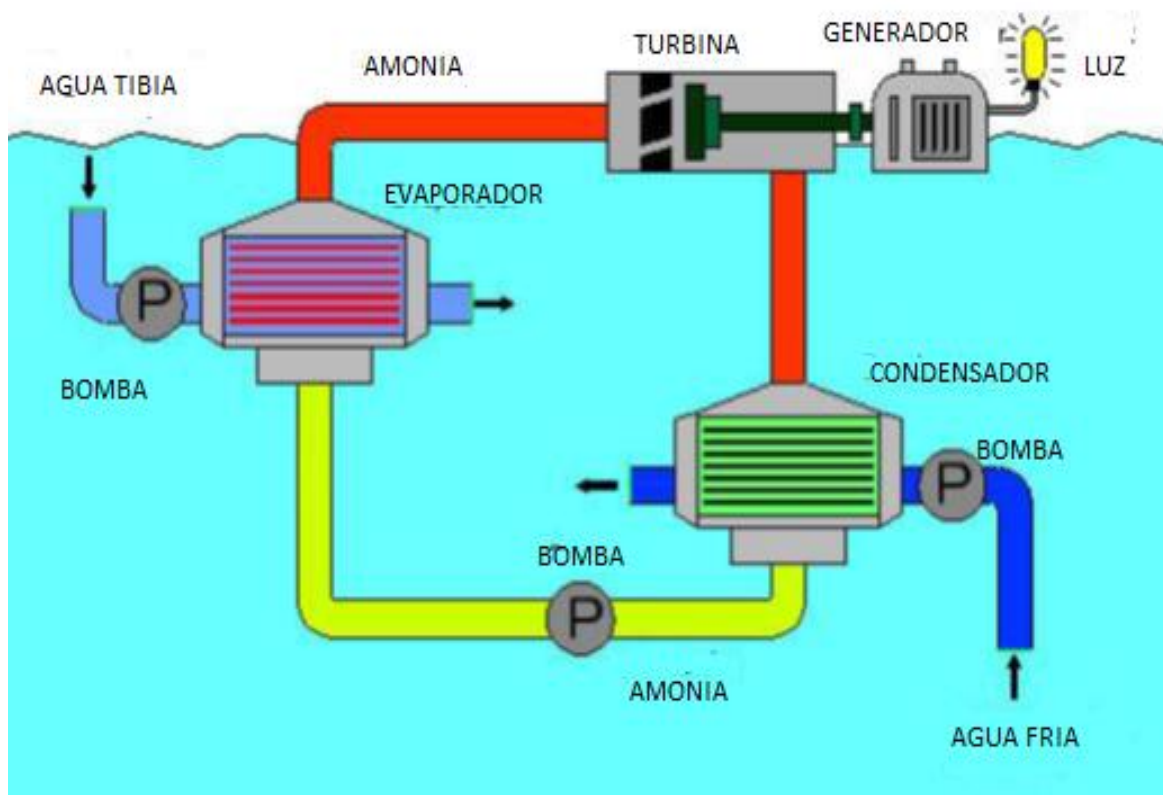 GENERADOR
TURBINA
LUZ
AMONIA
AGUA TIBIA
EVAPORADOR
P
BOMBA
CONDENSADOR
BOMBA
P
BOMBA
P
AMONIA
AGUA FRIA